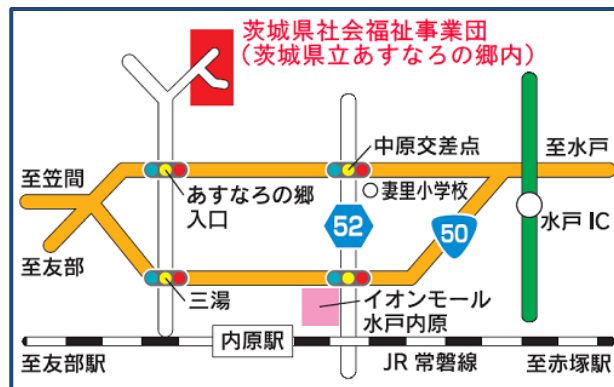 茨城県社会福祉事業団
（茨城県立あすなろの郷内）
中原交差点
至水戸
至笠間
あすなろの郷
入口
妻里小学校
52
50
水戸 IC
至友部
三湯
イオンモール
水戸内原
内原駅
至友部駅
JR 常磐線
至赤塚駅